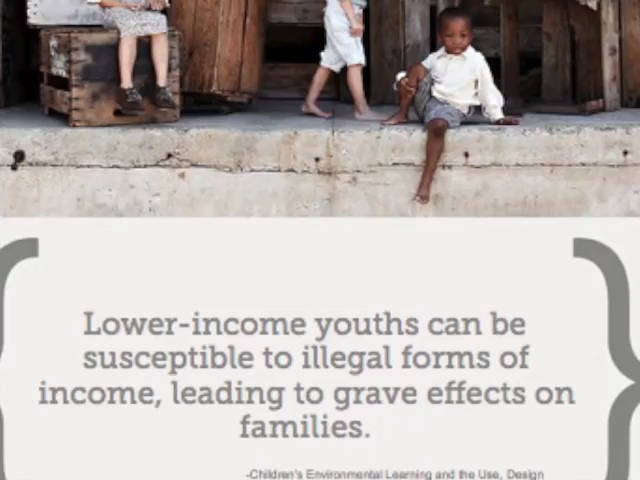 Lower-income youths can be
susceptible to illegal forms of
income, leading to grave effects on
families.
-Children's Environmental Learning and the Use, Design